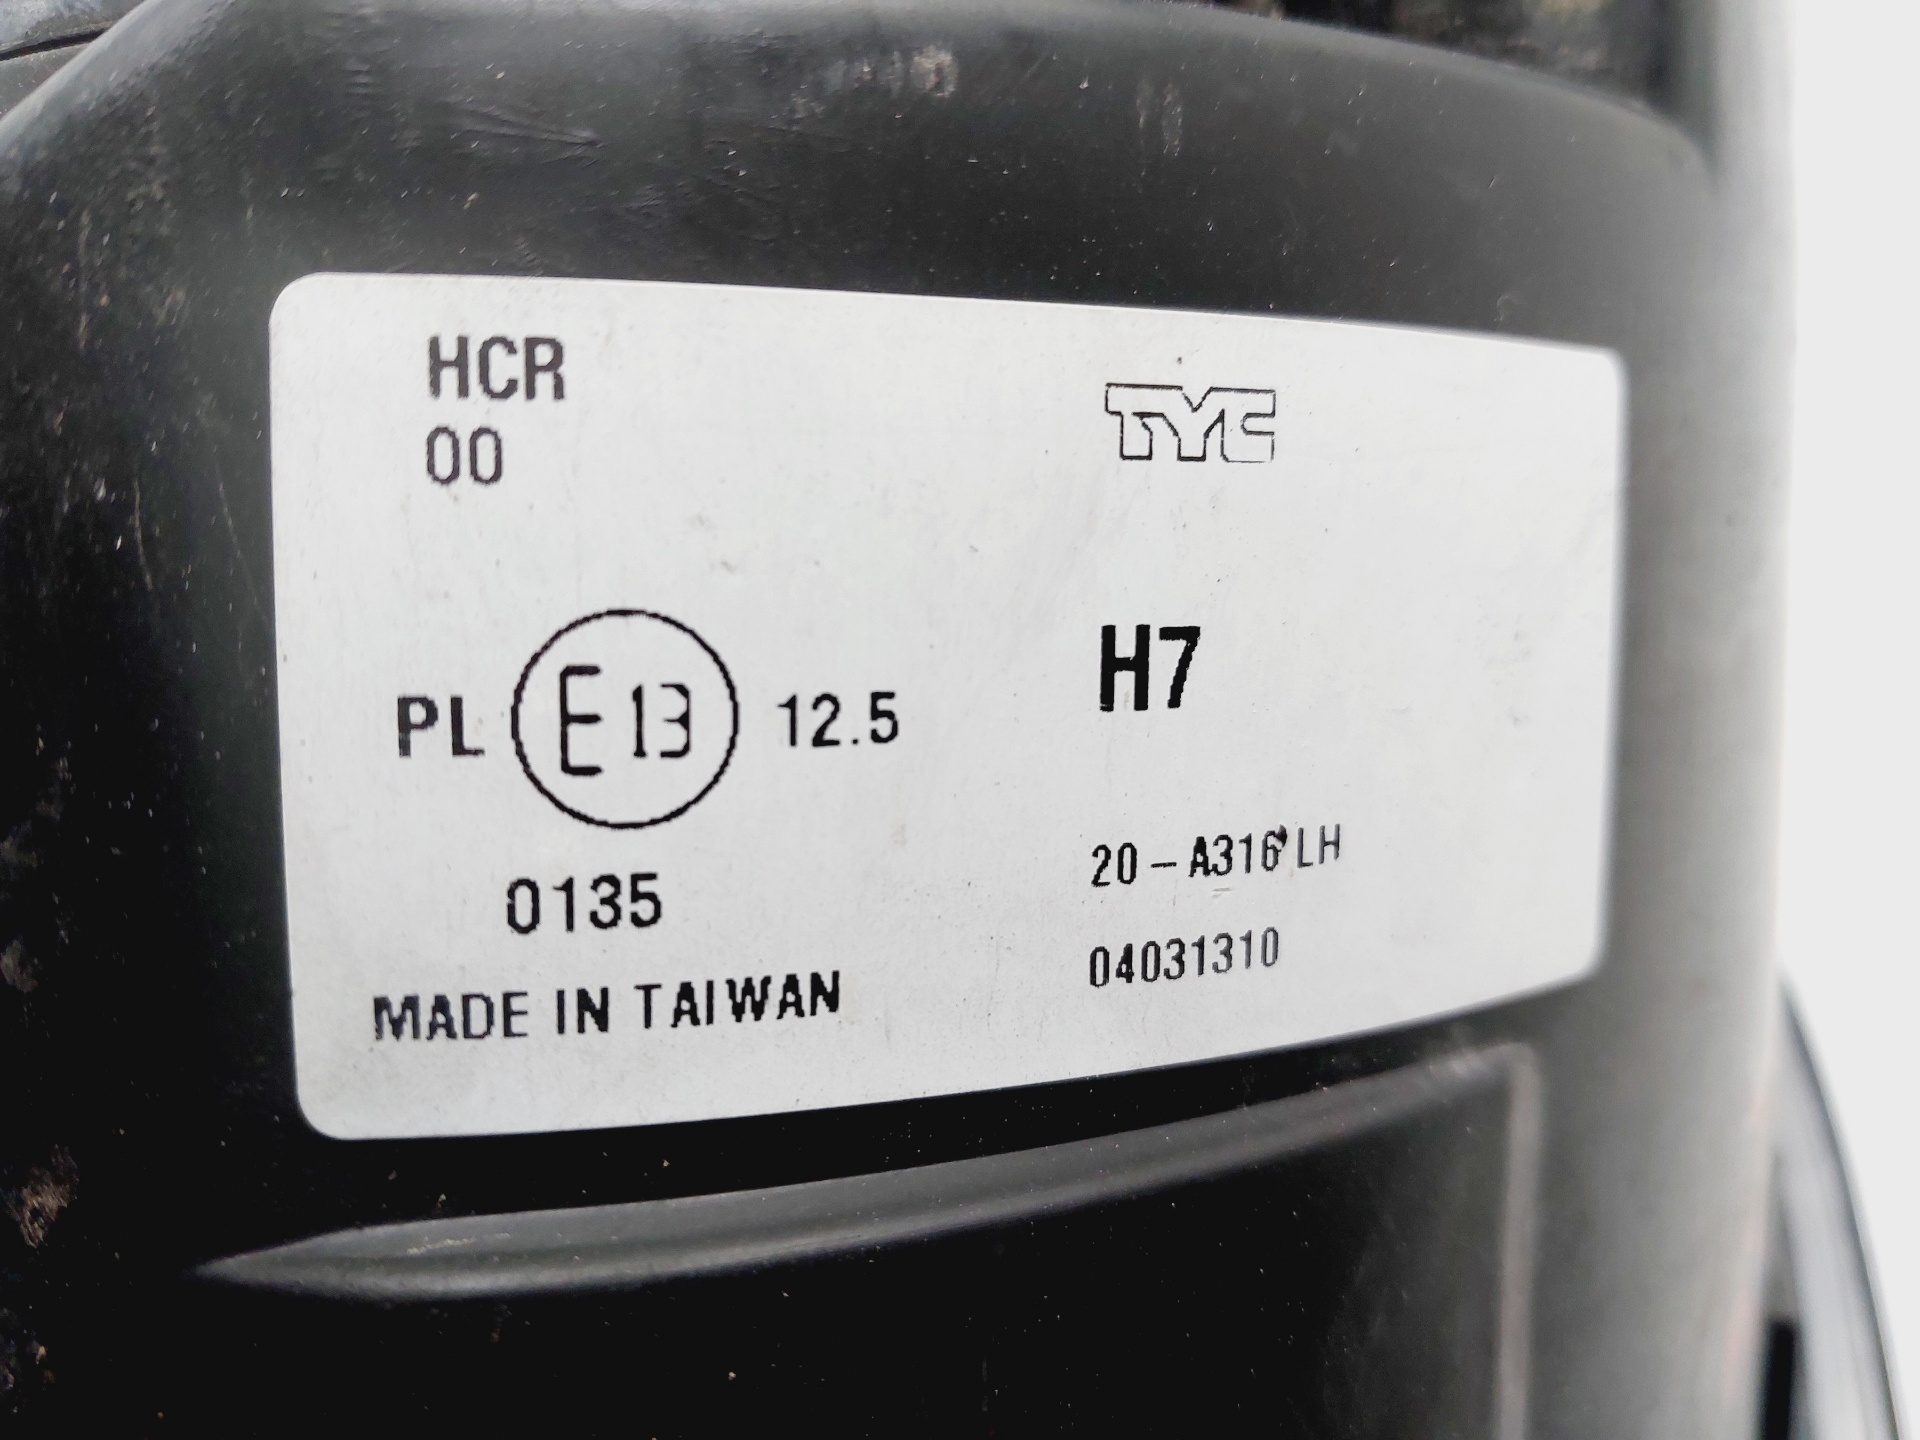 HCR
00
TYC
PL E13 12.5
H7
0135
20-A316 LH
MADE IN TAIWAN
04031310